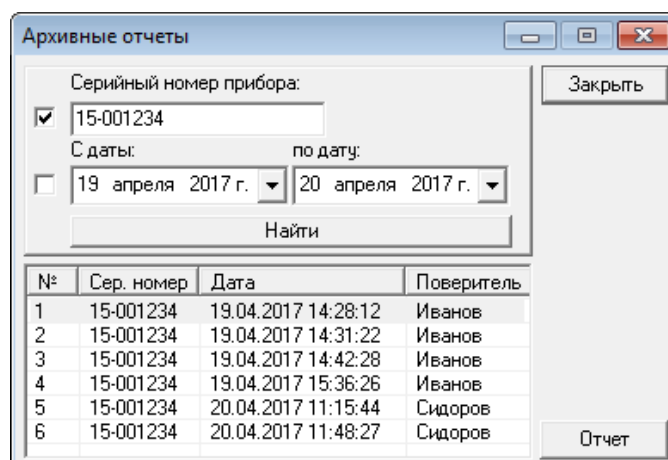 Архивные отчеты
Серийный номер прибора:
Закрыть
15-001234
С даты: по дату:
19 апреля 2017 г. 20 апреля 2017 г.
Найти
№ Сер. номер Дата Поверитель
1 15-001234 19.04.2017 14:28:12 Иванов
2 15-001234 19.04.2017 14:31:22 Иванов
3 15-001234 19.04.2017 14:42:28 Иванов
4 15-001234 19.04.2017 15:36:26 Иванов
5 15-001234 20.04.2017 11:15:44 Сидоров
6 15-001234 20.04.2017 11:48:27 Сидоров
Отчет